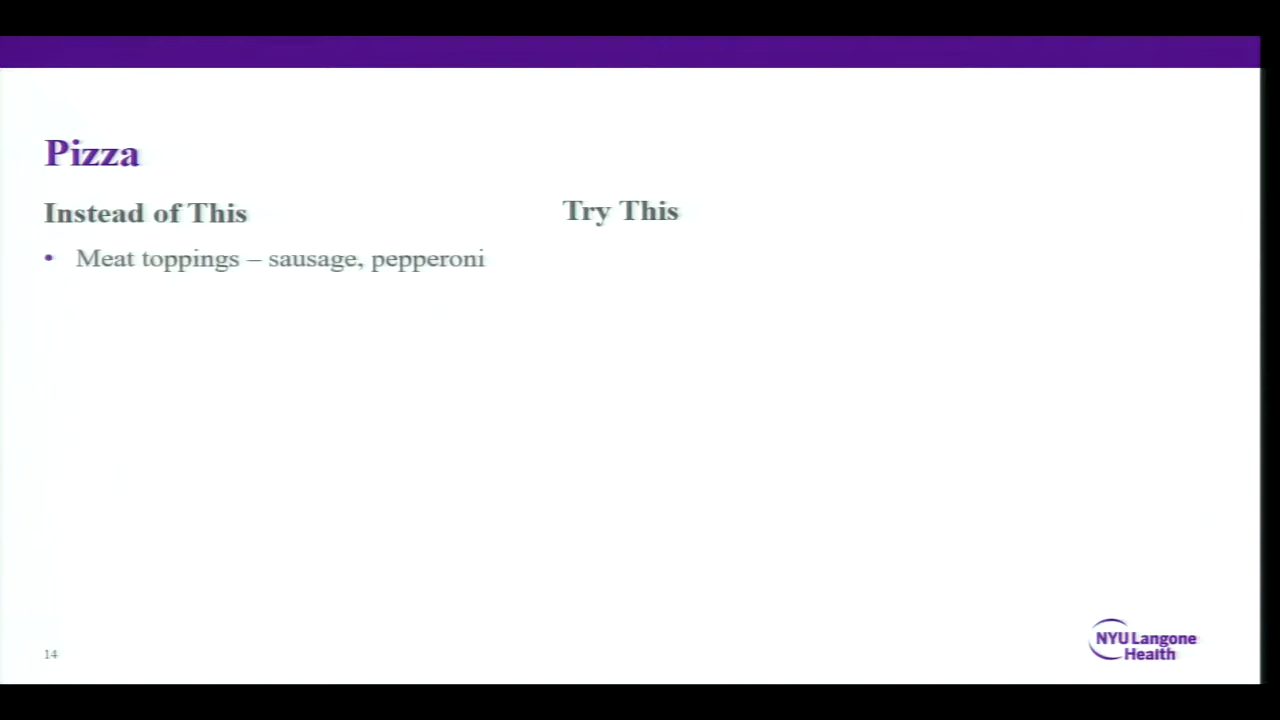 Pizza
Instead of This
Try This
• Meat toppings – sausage, pepperoni
14
NYU Langone
Health